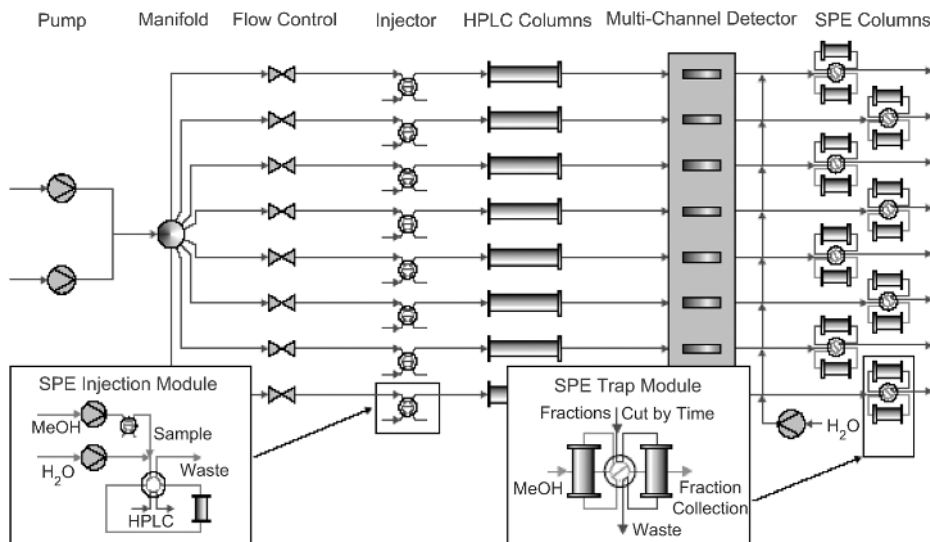 Pump Manifold Flow Control Injector HPLC Columns Multi-Channel Detector SPE Columns
SPE Injection Module
MeOH
Sample
H₂O
Waste
HPLC
SPE Trap Module
Fractions Cut by Time
MeOH
Fraction
Collection
Waste
H₂O